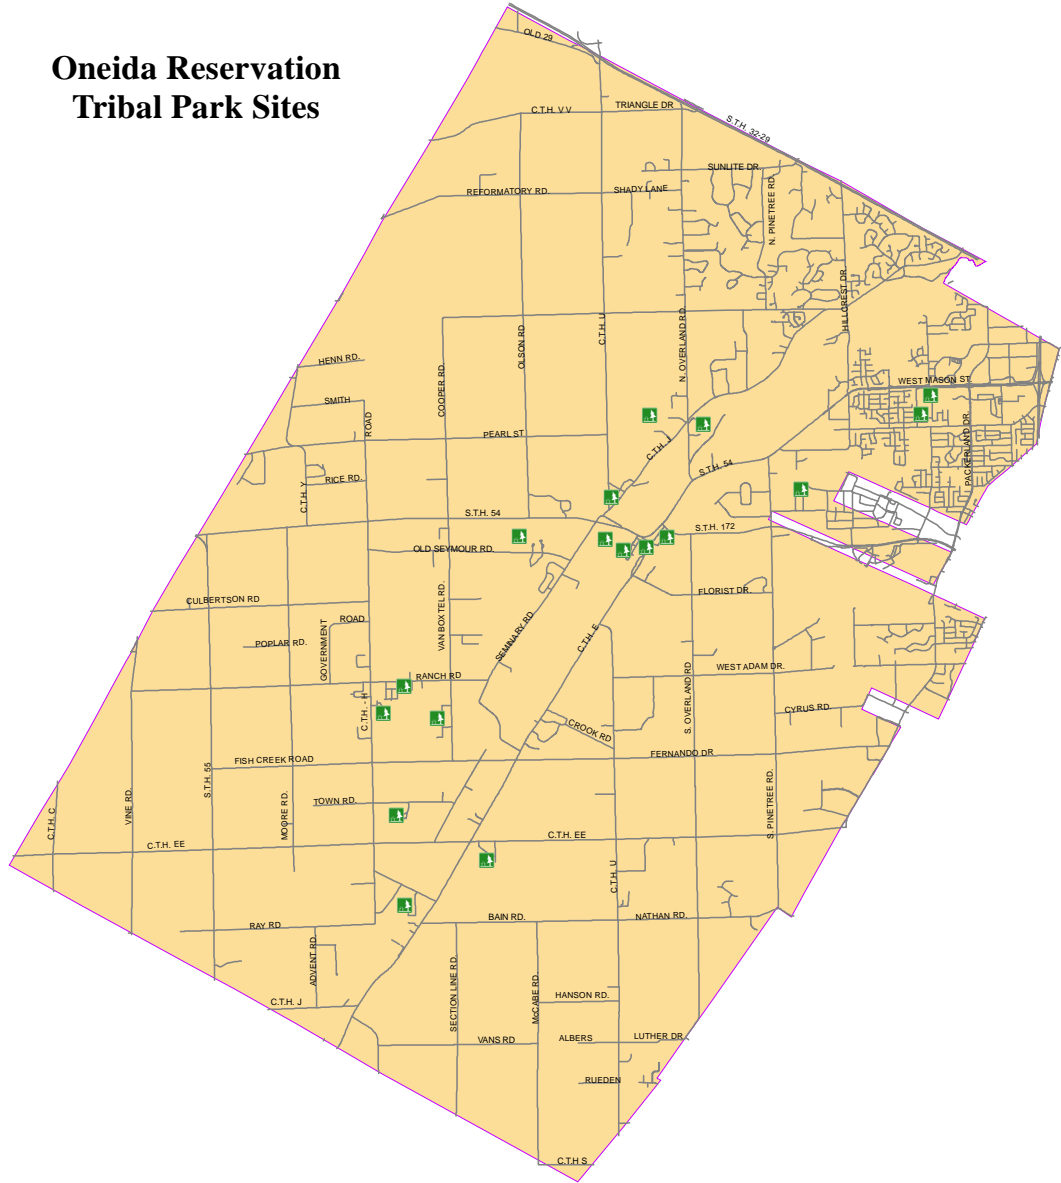 Oneida Reservation
Tribal Park Sites
OLD 29
C.T.H. V V
TRIANGLE DR
S.T.H. 32-29
SUNLITE DR.
REFORMATORY RD.
SHADY LANE
N. PINETREE RD.
HILLCREST DR.
OLSON RD
C.T.H. U
N. OVERLAND RD.
HENN RD.
COOPER RD.
WEST MASON ST.
SMITH
ROAD
PEARL ST
C.T.H. J
PACKERLAND DR.
S.T.H. 54
RICE RD.
C.T.H. Y
S.T.H. 54
S.T.H. 172
OLD SEYMOUR RD.
CULBERTSON RD
VAN BOXTEL RD.
FLORIST DR.
ROAD
GOVERNMENT
POPLAR RD.
SEMINARY RD
C.T.H. E
RANCH RD
WEST ADAM DR.
C.T.H. - H
S. OVERLAND RD
CYRUS RD.
CROOK RD
FERNANDO DR
FISH CREEK ROAD
S.T.H. 55
S. PINETREE RD.
VINE RD.
MOORE RD.
TOWN RD.
C.T.H. C
C.T.H. EE
C.T.H. EE
C.T.H. U
BAIN RD.
NATHAN RD.
RAY RD
ADVENT RD.
SECTION LINE RD.
McCABE RD.
HANSON RD.
C.T.H. J
VANS RD
ALBERS
LUTHER DR.
RUEDEN
C.T.H S